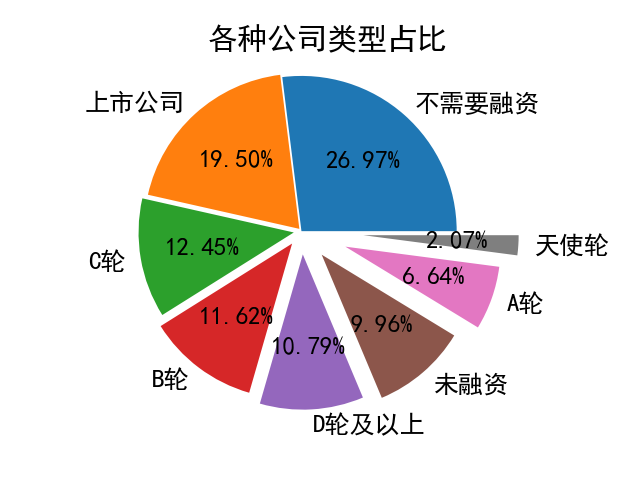 各种公司类型占比
不需要融资
26.97%
上市公司
19.50%
C轮
12.45%
B轮
11.62%
D轮及以上
10.79%
未融资
9.96%
A轮
6.64%
天使轮
2.07%